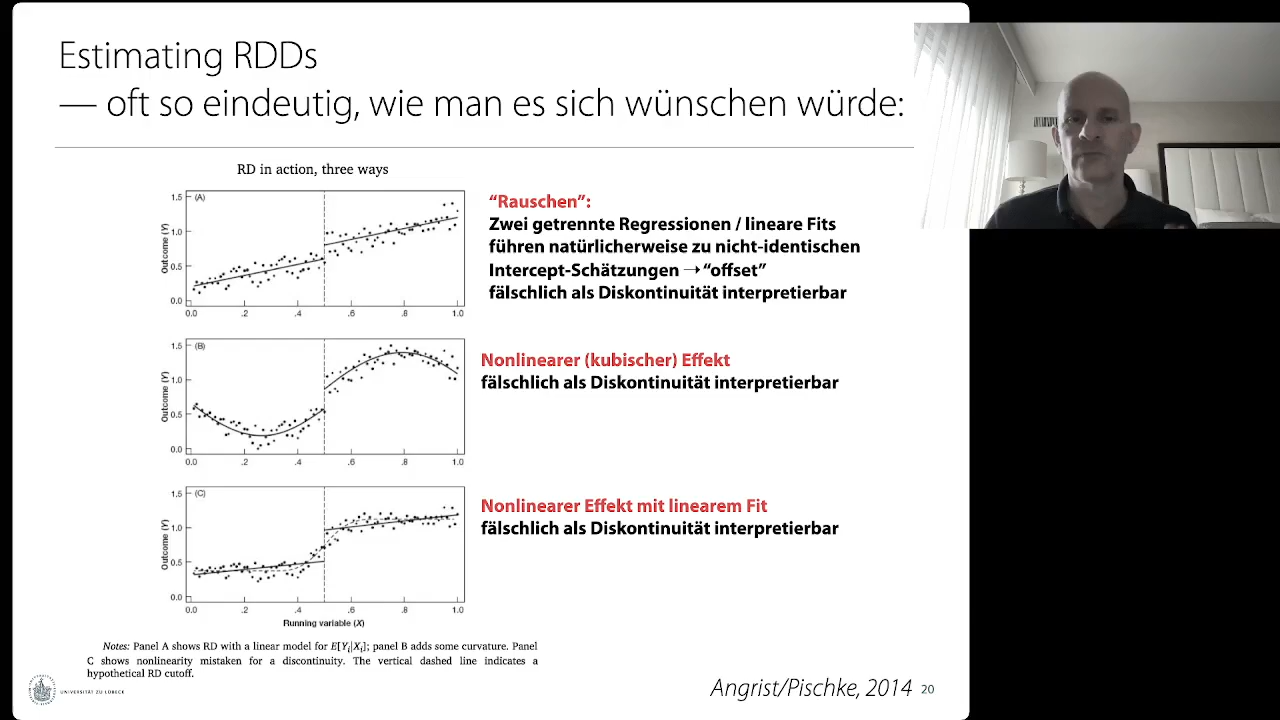 Estimating RDDs
— oft so eindeutig, wie man es sich wünschen würde:
RD in action, three ways
(A)
Outcome (Y)
1.5
1.0
0.5
0.0
0.0 .2 .4 .6 .8 1.0
“Rauschen”:
Zwei getrennte Regressionen / lineare Fits
führen natürlicherweise zu nicht-identischen
Intercept-Schätzungen → “offset”
fälschlich als Diskontinuität interpretierbar
(B)
Outcome (Y)
1.5
1.0
0.5
0.0
0.0 .2 .4 .6 .8 1.0
Nonlinearer (kubischer) Effekt
fälschlich als Diskontinuität interpretierbar
(C)
Outcome (Y)
1.5
1.0
0.5
0.0
0.0 .2 .4 .6 .8 1.0
Running variable (X)
Nonlinearer Effekt mit linearem Fit
fälschlich als Diskontinuität interpretierbar
Notes: Panel A shows RD with a linear model for E[Yi|Xi]; panel B adds some curvature. Panel
C shows nonlinearity mistaken for a discontinuity. The vertical dashed line indicates a
hypothetical RD cutoff.
UNIVERSITÄT ZU LÜBECK
Angrist/Pischke, 2014 20